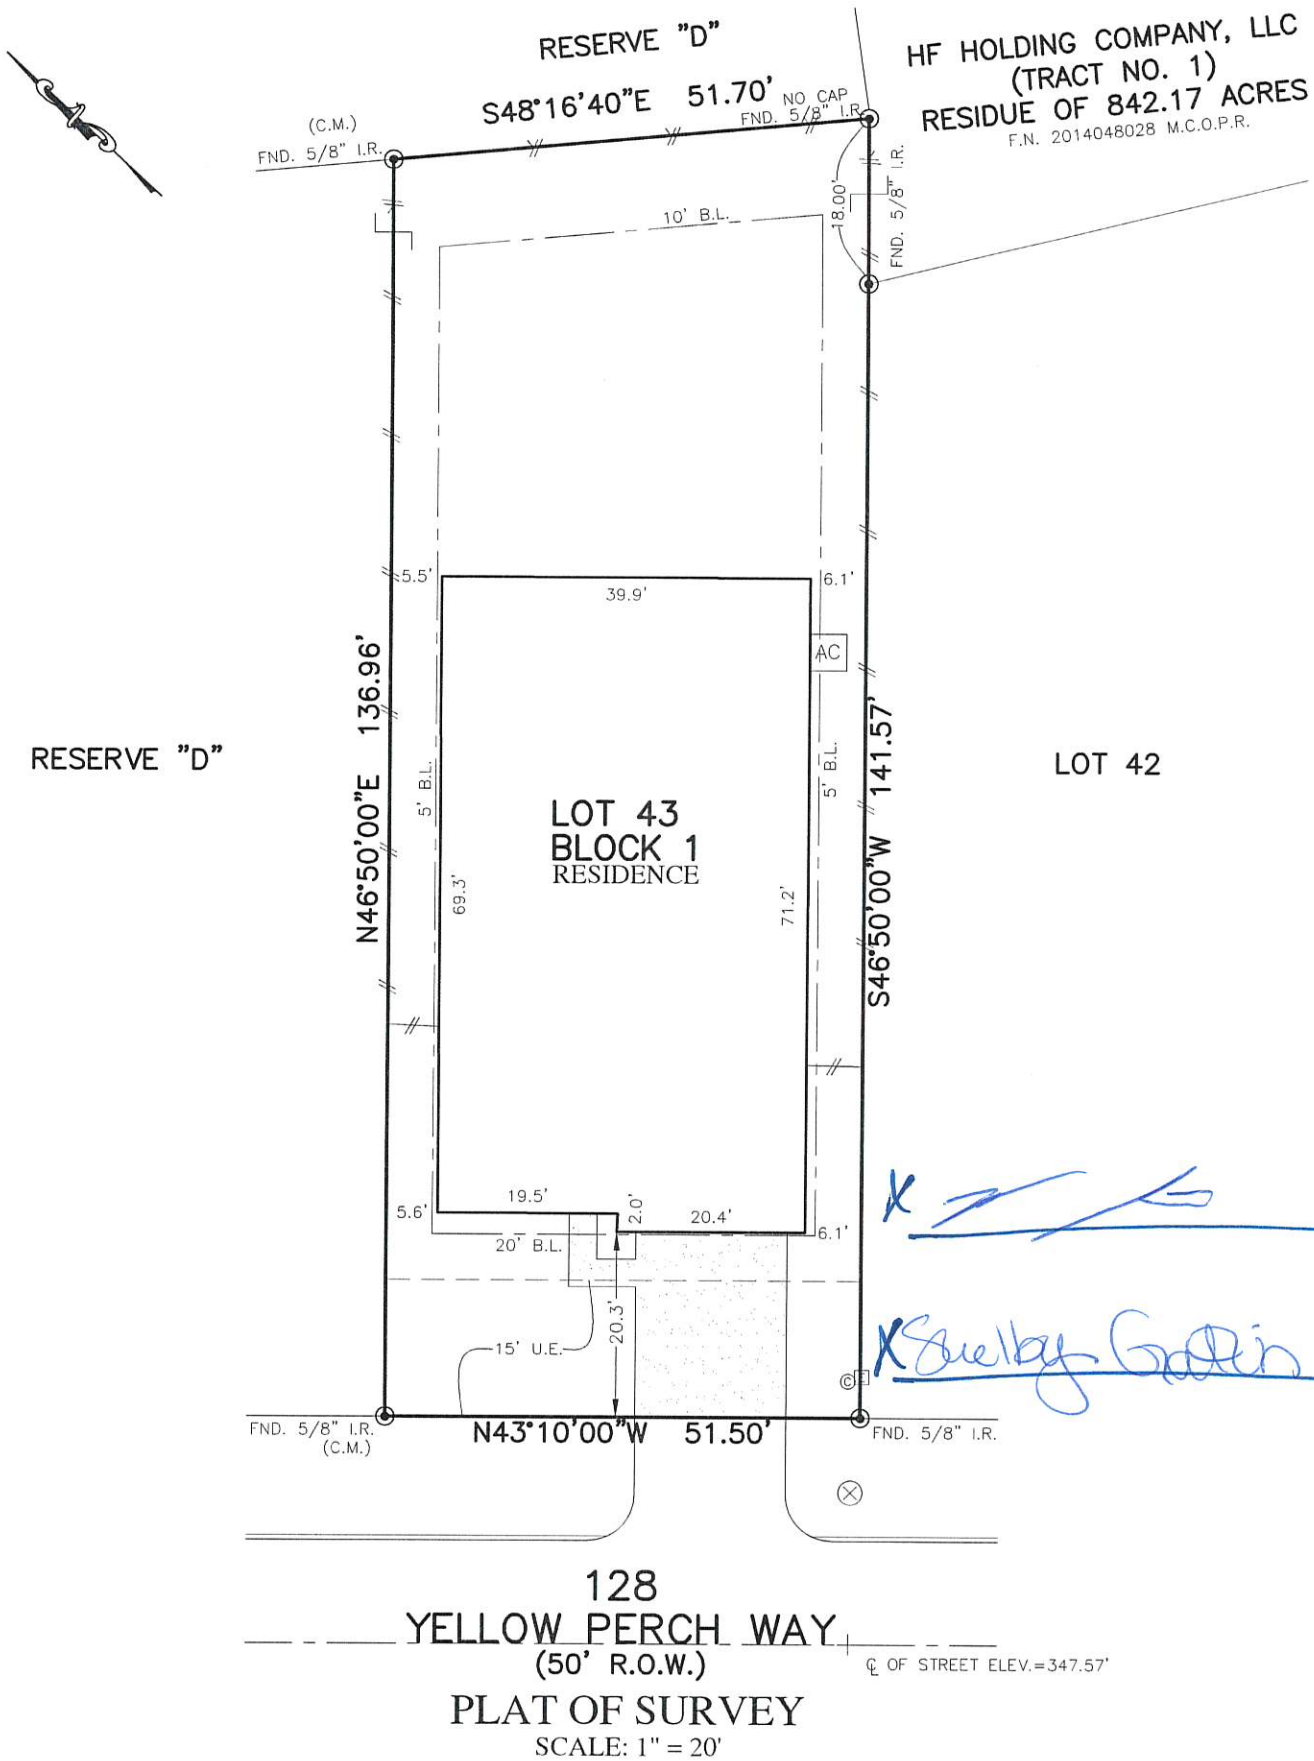 RESERVE "D"
S48°16'40"E 51.70'
NO CAP
FND. 5/8" I.R.
HF HOLDING COMPANY, LLC
(TRACT NO. 1)
RESIDUE OF 842.17 ACRES
F.N. 2014048028 M.C.O.P.R.
(C.M.)
FND. 5/8" I.R.
18.00'
FND. 5/8" I.R.
10' B.L.
5.5'
39.9'
6.1'
AC
N46°50'00"E 136.96'
S46°50'00"W 141.57'
RESERVE "D"
5' B.L.
5' B.L.
LOT 42
LOT 43
BLOCK 1
RESIDENCE
69.3'
71.2'
5.6'
19.5'
2.0'
20.4'
6.1'
20' B.L.
X
15' U.E.
20.3'
X Shelby
©
E
FND. 5/8" I.R.
(C.M.)
N43°10'00"W 51.50'
FND. 5/8" I.R.
128
YELLOW PERCH WAY
(50' R.O.W.)
℄ OF STREET ELEV.=347.57'
PLAT OF SURVEY
SCALE: 1" = 20'